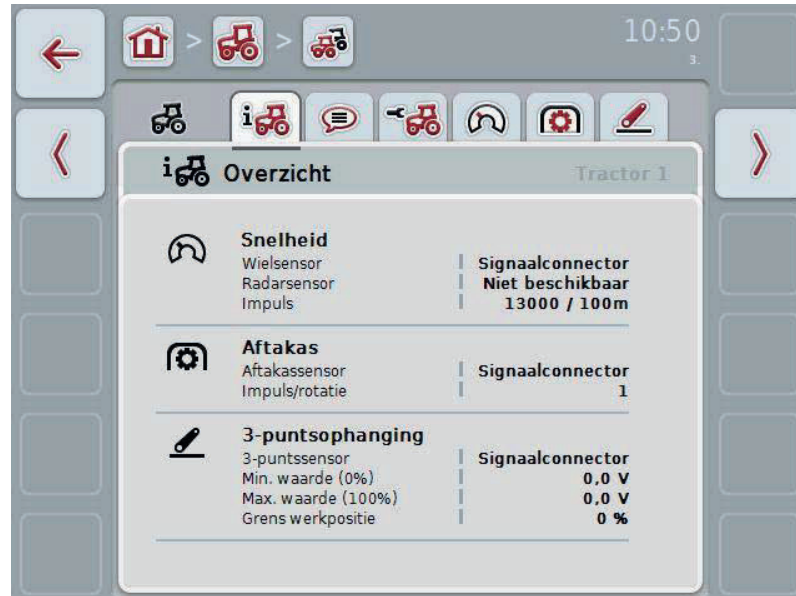 10:50
3.
Overzicht
Tractor 1
Snelheid
Wielsensor Signaalconnector
Radarsensor Niet beschikbaar
Impuls 13000 / 100m
Aftakas
Aftakassensor Signaalconnector
Impuls/rotatie 1
3-puntsophanging
3-puntssensor Signaalconnector
Min. waarde (0%) 0,0 V
Max. waarde (100%) 0,0 V
Grens werkpositie 0 %